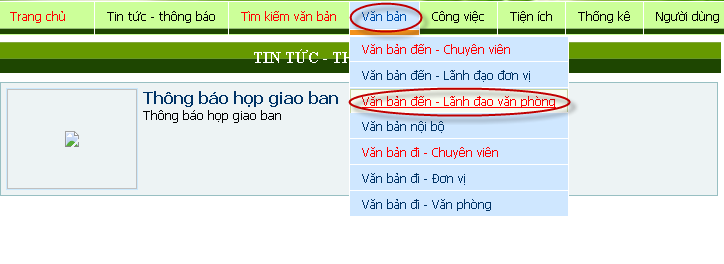 Trang chủ Tin tức - thông báo Tìm kiếm văn bản Văn bản Công việc Tiện ích Thống kê Người dùng
TIN TỨC - TH
Văn bản đến - Chuyên viên
Văn bản đến - Lãnh đạo đơn vị
Văn bản đến - Lãnh đạo văn phòng
Văn bản nội bộ
Văn bản đi - Chuyên viên
Văn bản đi - Đơn vị
Văn bản đi - Văn phòng
Thông báo họp giao ban
Thông báo họp giao ban